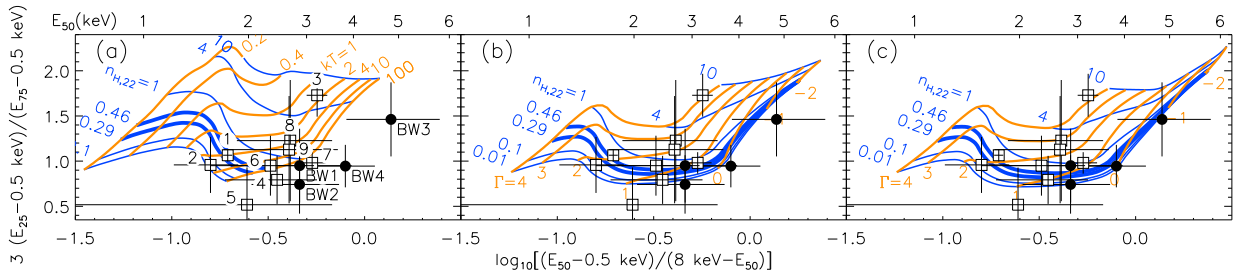 E50(keV) 1 2 3 4 5 6 1 2 3 4 5 6 1 2 3 4 5 6
3 (E25−0.5 keV)/(E75−0.5 keV)
2.0
1.5
1.0
0.5
(a)
nH,22=1
4
10
0.2
0.4
kT=1
2 4 10
100
0.46
0.29
.1
1
2
3
4
5
6
7
8
9
BW1
BW2
BW3
BW4
(b)
nH,22=1
4
10
0.46
0.29
0.1
0.01
Γ=4
3
2
1
0
−2
(c)
nH,22=1
4
10
0.46
0.29
0.1
0.01
Γ=4
3
2
1
0
1
−2
−1.5 −1.0 −0.5 0.0 −1.5 −1.0 −0.5 0.0 −1.5 −1.0 −0.5 0.0
log10[(E50−0.5 keV)/(8 keV−E50)]